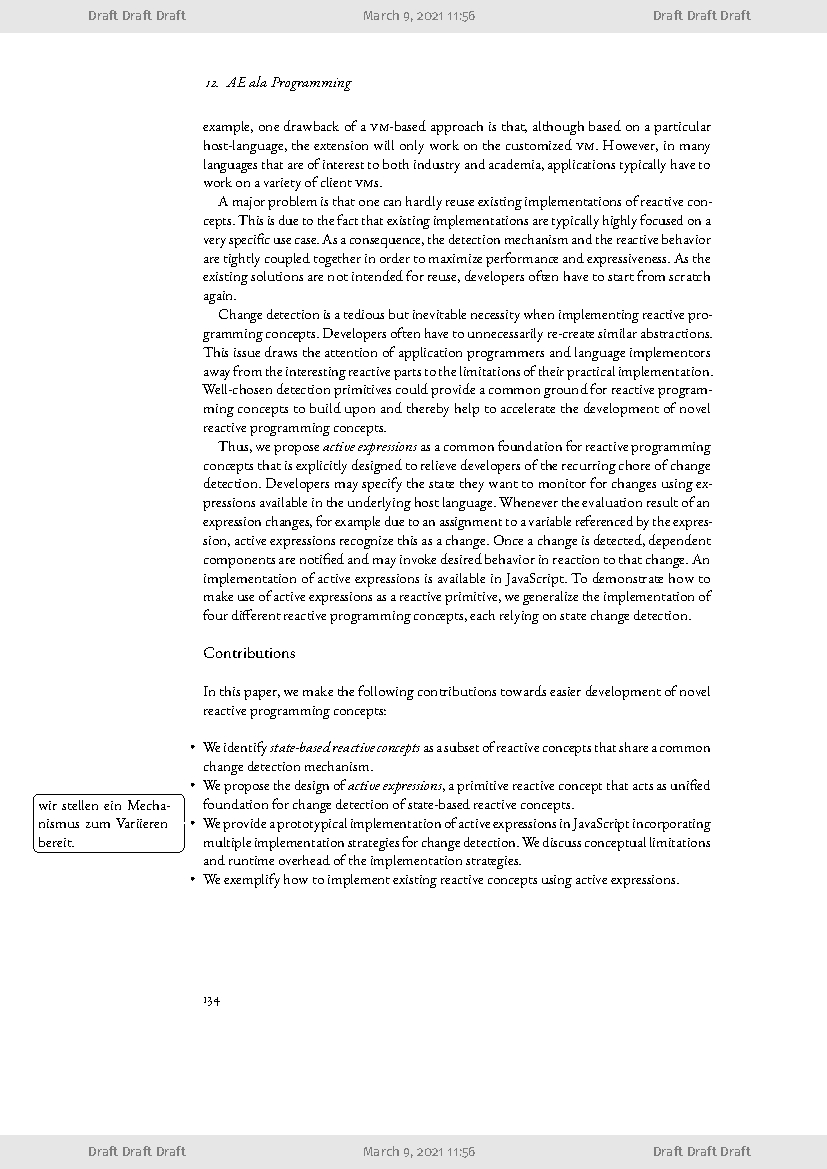 Draft Draft Draft March 9, 2021 11:56 Draft Draft Draft
12. AE ala Programming
example, one drawback of a VM-based approach is that, although based on a particular
host-language, the extension will only work on the customized VM. However, in many
languages that are of interest to both industry and academia, applications typically have to
work on a variety of client VMs.
A major problem is that one can hardly reuse existing implementations of reactive con-
cepts. This is due to the fact that existing implementations are typically highly focused on a
very specific use case. As a consequence, the detection mechanism and the reactive behavior
are tightly coupled together in order to maximize performance and expressiveness. As the
existing solutions are not intended for reuse, developers often have to start from scratch
again.
Change detection is a tedious but inevitable necessity when implementing reactive pro-
gramming concepts. Developers often have to unnecessarily re-create similar abstractions.
This issue draws the attention of application programmers and language implementors
away from the interesting reactive parts to the limitations of their practical implementation.
Well-chosen detection primitives could provide a common ground for reactive program-
ming concepts to build upon and thereby help to accelerate the development of novel
reactive programming concepts.
Thus, we propose active expressions as a common foundation for reactive programming
concepts that is explicitly designed to relieve developers of the recurring chore of change
detection. Developers may specify the state they want to monitor for changes using ex-
pressions available in the underlying host language. Whenever the evaluation result of an
expression changes, for example due to an assignment to a variable referenced by the expres-
sion, active expressions recognize this as a change. Once a change is detected, dependent
components are notified and may invoke desired behavior in reaction to that change. An
implementation of active expressions is available in JavaScript. To demonstrate how to
make use of active expressions as a reactive primitive, we generalize the implementation of
four different reactive programming concepts, each relying on state change detection.
Contributions
In this paper, we make the following contributions towards easier development of novel
reactive programming concepts:
• We identify state-based reactive concepts as a subset of reactive concepts that share a common
change detection mechanism.
• We propose the design of active expressions, a primitive reactive concept that acts as unified
foundation for change detection of state-based reactive concepts.
• We provide a prototypical implementation of active expressions in JavaScript incorporating
multiple implementation strategies for change detection. We discuss conceptual limitations
and runtime overhead of the implementation strategies.
• We exemplify how to implement existing reactive concepts using active expressions.
wir stellen ein Mecha-
nismus zum Variieren
bereit.
134
Draft Draft Draft March 9, 2021 11:56 Draft Draft Draft